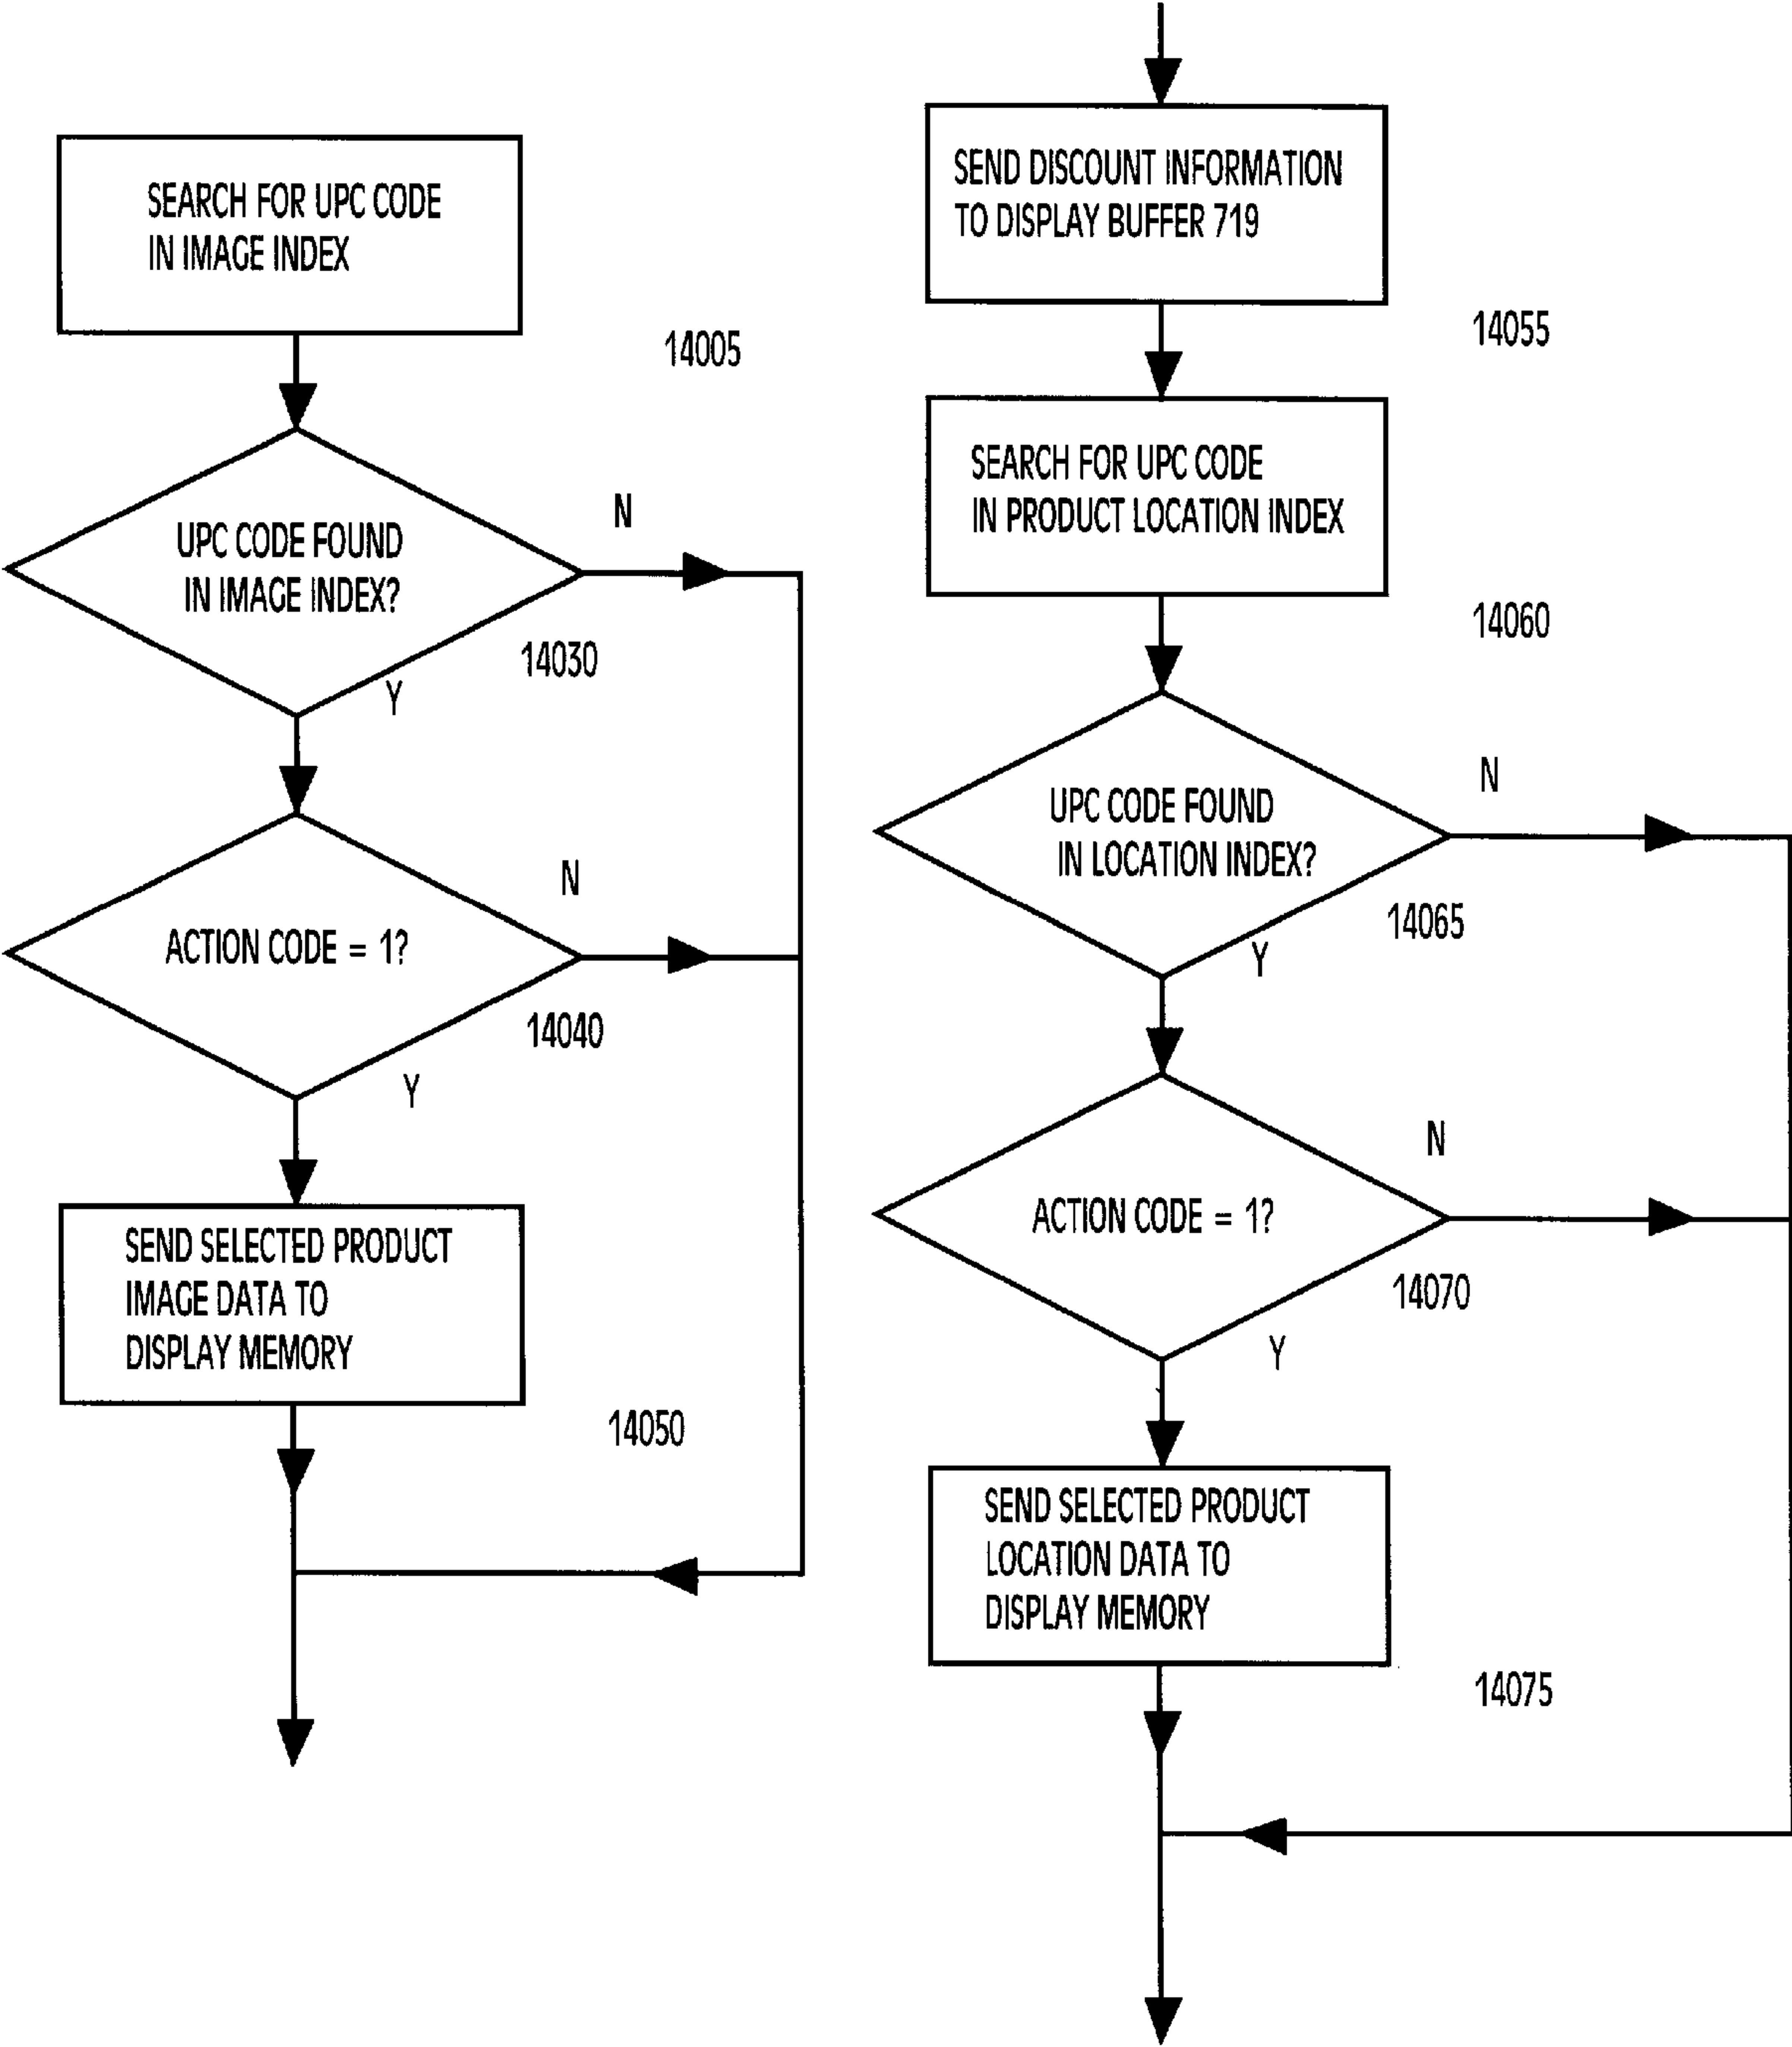 SEARCH FOR UPC CODE
IN IMAGE INDEX
14005
UPC CODE FOUND
IN IMAGE INDEX?
N
14030
Y
ACTION CODE = 1?
N
14040
Y
SEND SELECTED PRODUCT
IMAGE DATA TO
DISPLAY MEMORY
14050
SEND DISCOUNT INFORMATION
TO DISPLAY BUFFER 719
14055
SEARCH FOR UPC CODE
IN PRODUCT LOCATION INDEX
14060
UPC CODE FOUND
IN LOCATION INDEX?
N
14065
Y
ACTION CODE = 1?
N
14070
Y
SEND SELECTED PRODUCT
LOCATION DATA TO
DISPLAY MEMORY
14075